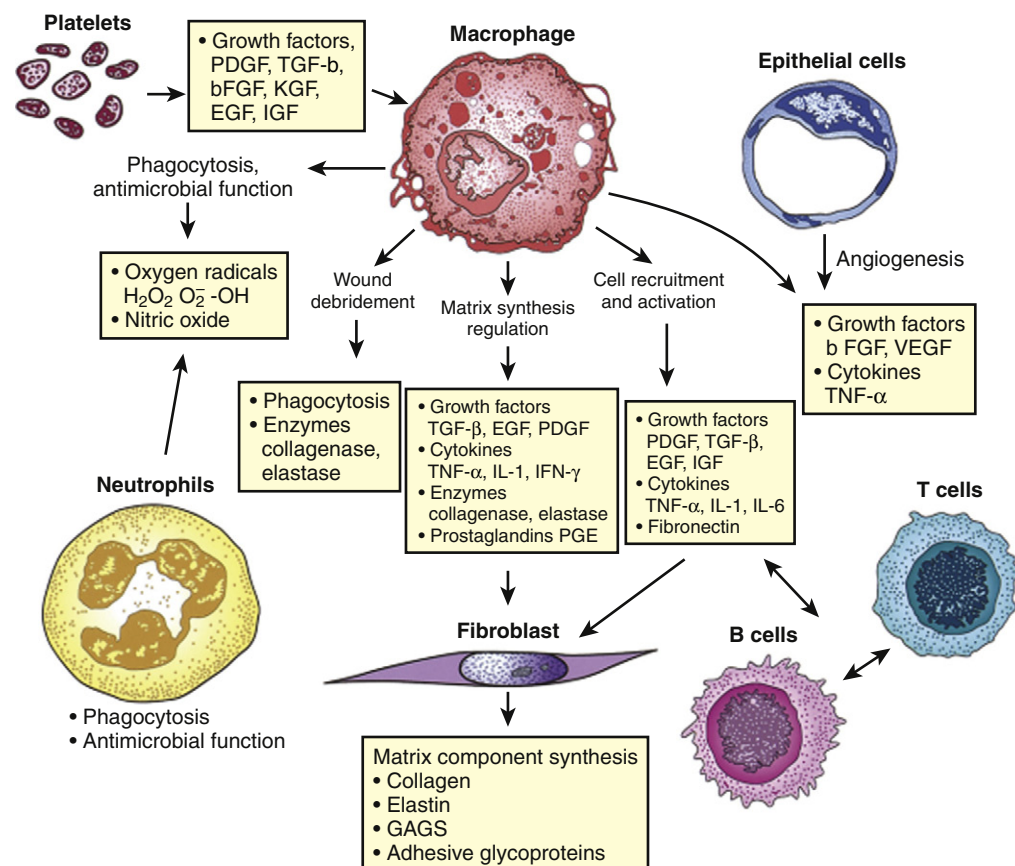 Platelets
• Growth factors,
PDGF, TGF-b,
bFGF, KGF,
EGF, IGF
Macrophage
Epithelial cells
Phagocytosis,
antimicrobial function
• Oxygen radicals
H₂O₂ O₂⁻ -OH
• Nitric oxide
Wound
debridement
Matrix synthesis
regulation
Cell recruitment
and activation
Angiogenesis
• Growth factors
b FGF, VEGF
• Cytokines
TNF-α
• Phagocytosis
• Enzymes
collagenase,
elastase
• Growth factors
TGF-β, EGF, PDGF
• Cytokines
TNF-α, IL-1, IFN-γ
• Enzymes
collagenase, elastase
• Prostaglandins PGE
• Growth factors
PDGF, TGF-β,
EGF, IGF
• Cytokines
TNF-α, IL-1, IL-6
• Fibronectin
Neutrophils
• Phagocytosis
• Antimicrobial function
T cells
B cells
Fibroblast
Matrix component synthesis
• Collagen
• Elastin
• GAGS
• Adhesive glycoproteins